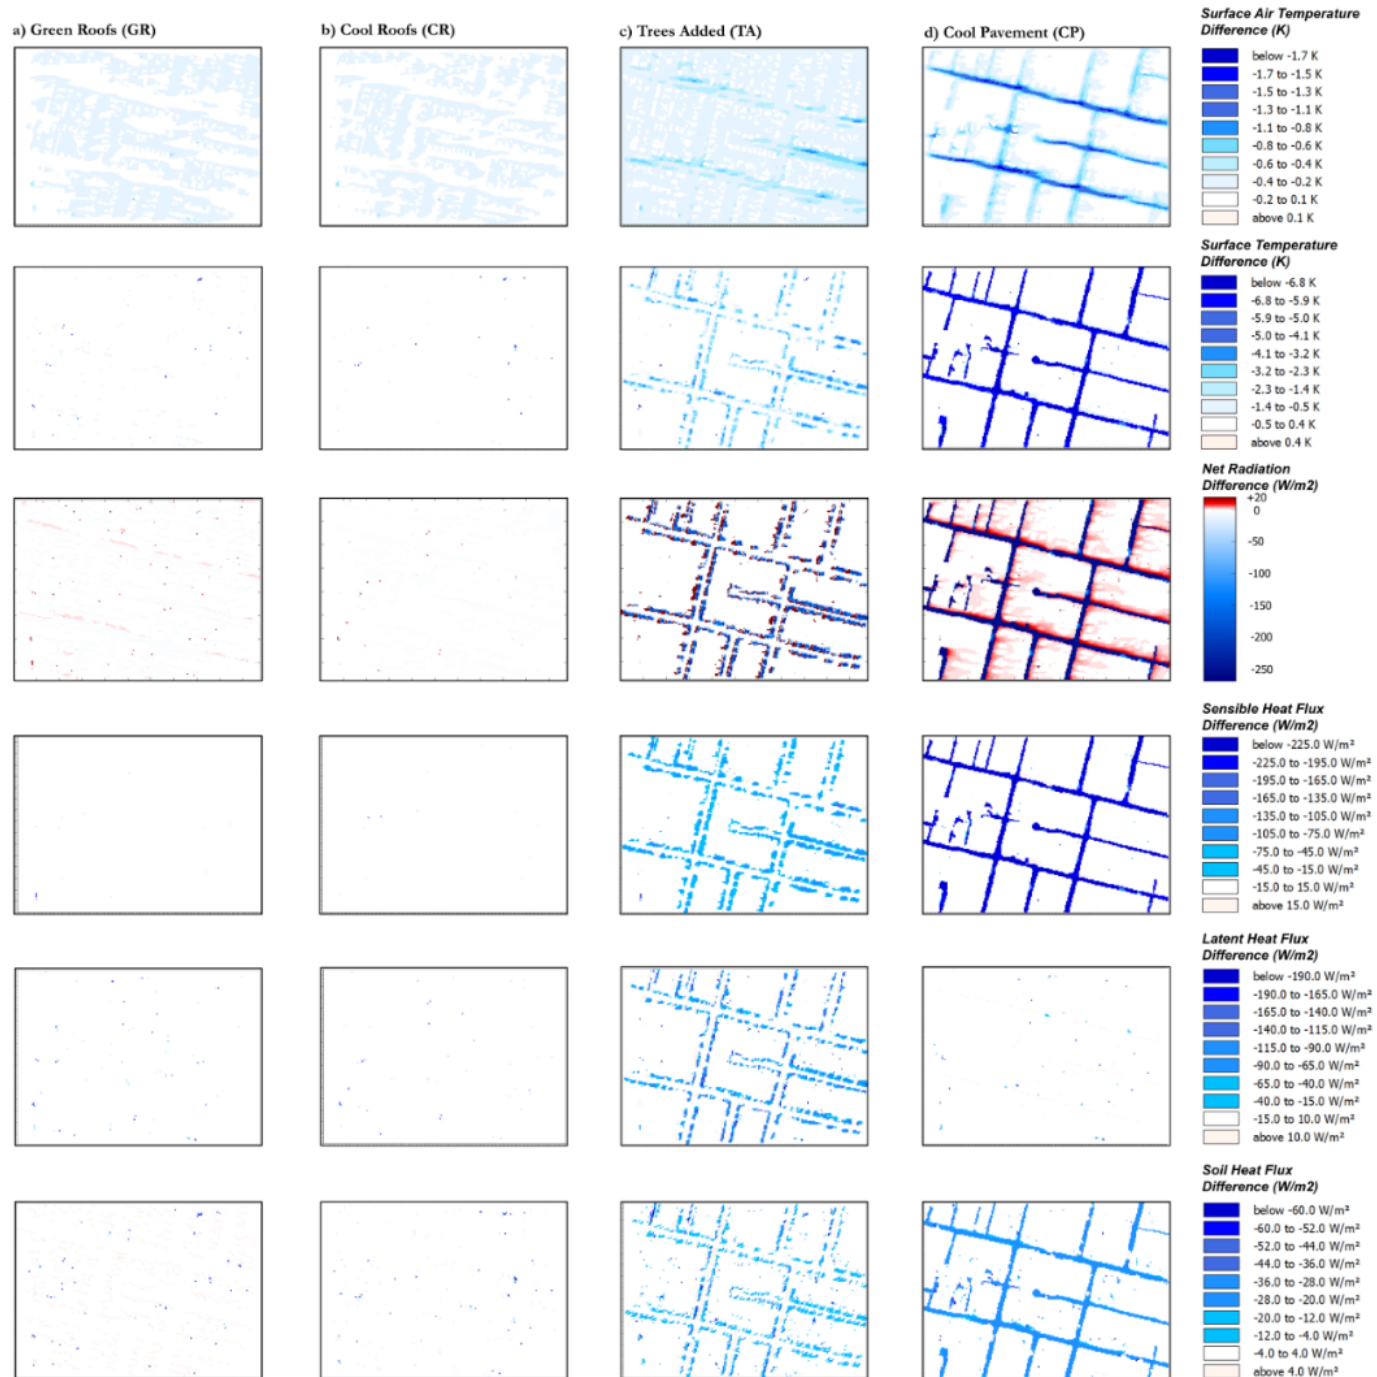 a) Green Roofs (GR)
b) Cool Roofs (CR)
c) Trees Added (TA)
d) Cool Pavement (CP)
Surface Air Temperature
Difference (K)
below -1.7 K
-1.7 to -1.5 K
-1.5 to -1.3 K
-1.3 to -1.1 K
-1.1 to -0.8 K
-0.8 to -0.6 K
-0.6 to -0.4 K
-0.4 to -0.2 K
-0.2 to 0.1 K
above 0.1 K
Surface Temperature
Difference (K)
below -6.8 K
-6.8 to -5.9 K
-5.9 to -5.0 K
-5.0 to -4.1 K
-4.1 to -3.2 K
-3.2 to -2.3 K
-2.3 to -1.4 K
-1.4 to -0.5 K
-0.5 to 0.4 K
above 0.4 K
Net Radiation
Difference (W/m2)
+20
0
-50
-100
-150
-200
-250
Sensible Heat Flux
Difference (W/m2)
below -225.0 W/m²
-225.0 to -195.0 W/m²
-195.0 to -165.0 W/m²
-165.0 to -135.0 W/m²
-135.0 to -105.0 W/m²
-105.0 to -75.0 W/m²
-75.0 to -45.0 W/m²
-45.0 to -15.0 W/m²
-15.0 to 15.0 W/m²
above 15.0 W/m²
Latent Heat Flux
Difference (W/m2)
below -190.0 W/m²
-190.0 to -165.0 W/m²
-165.0 to -140.0 W/m²
-140.0 to -115.0 W/m²
-115.0 to -90.0 W/m²
-90.0 to -65.0 W/m²
-65.0 to -40.0 W/m²
-40.0 to -15.0 W/m²
-15.0 to 10.0 W/m²
above 10.0 W/m²
Soil Heat Flux
Difference (W/m2)
below -60.0 W/m²
-60.0 to -52.0 W/m²
-52.0 to -44.0 W/m²
-44.0 to -36.0 W/m²
-36.0 to -28.0 W/m²
-28.0 to -20.0 W/m²
-20.0 to -12.0 W/m²
-12.0 to -4.0 W/m²
-4.0 to 4.0 W/m²
above 4.0 W/m²